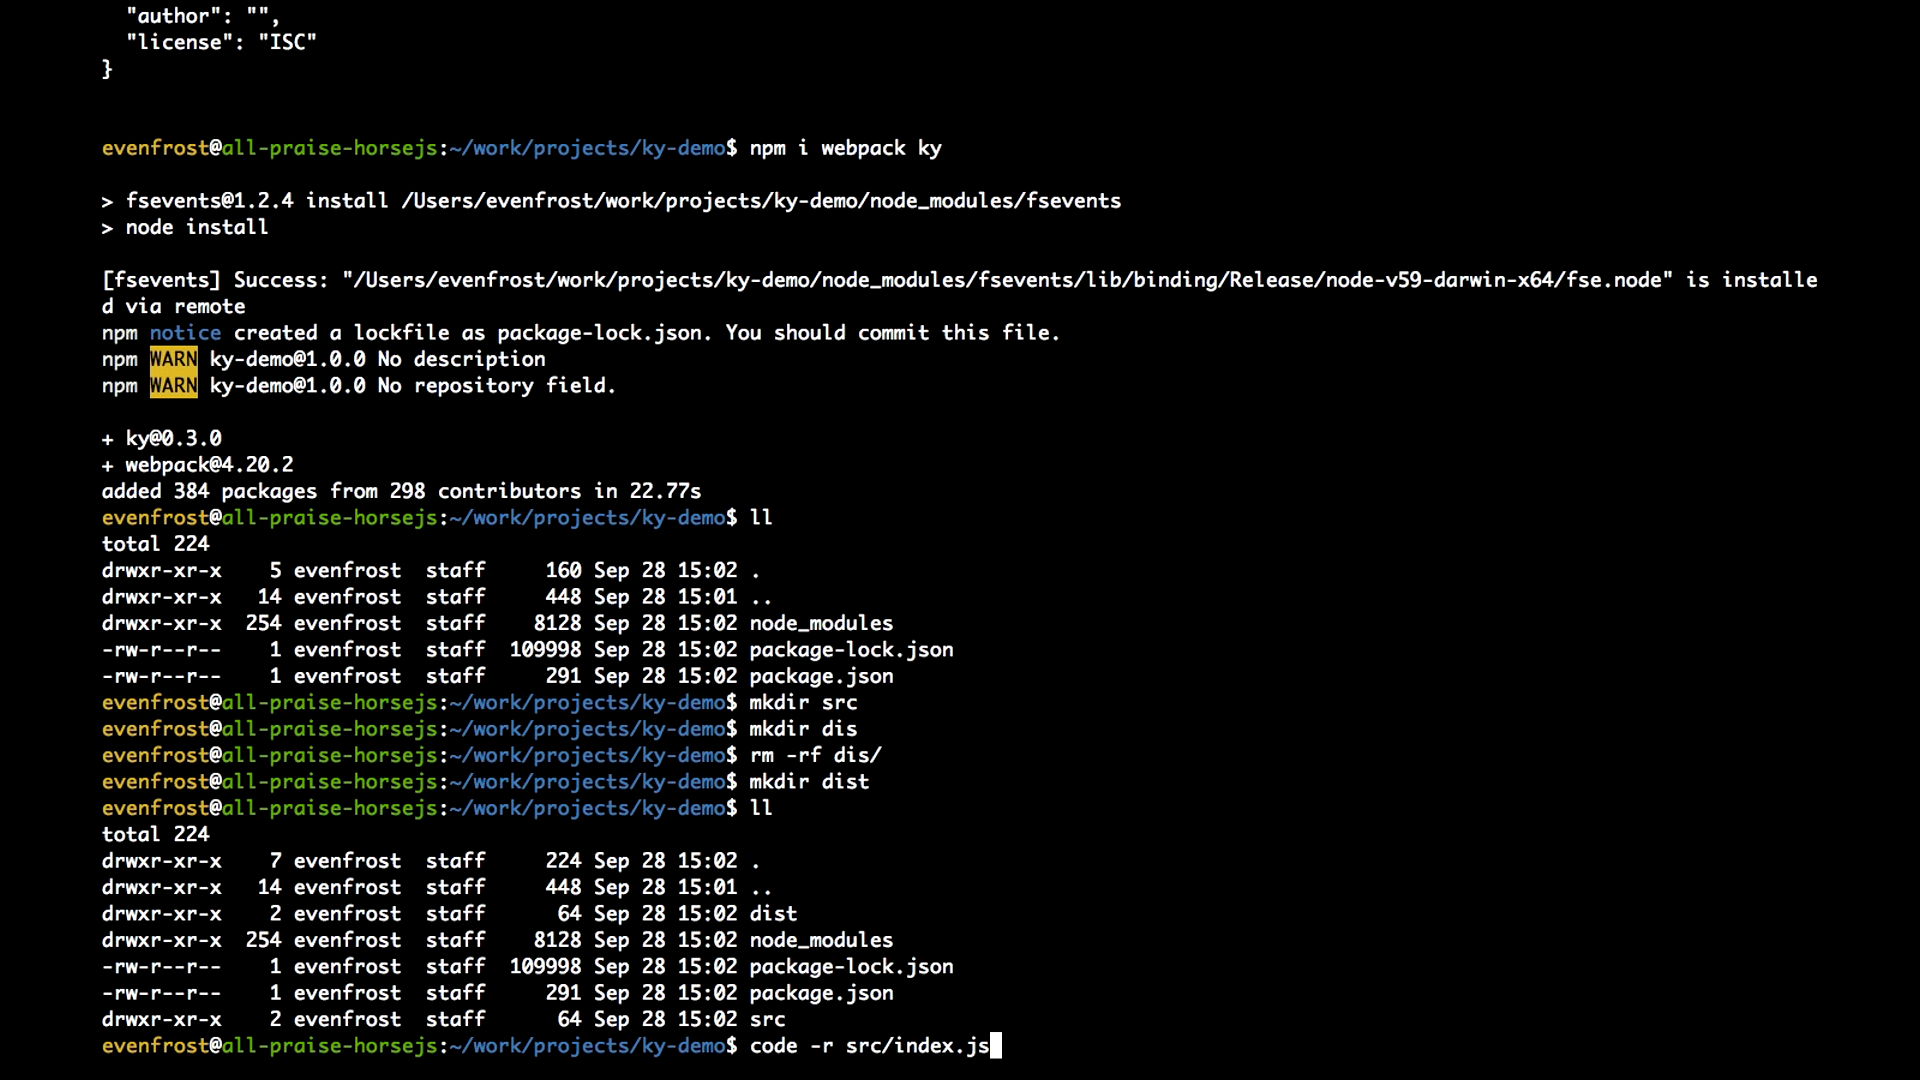 "author": "",
"license": "ISC"
}
evenfrost@all-praise-horsejs:~/work/projects/ky-demo$ npm i webpack ky
> fsevents@1.2.4 install /Users/evenfrost/work/projects/ky-demo/node_modules/fsevents
> node install
[fsevents] Success: "/Users/evenfrost/work/projects/ky-demo/node_modules/fsevents/lib/binding/Release/node-v59-darwin-x64/fse.node" is installe
d via remote
npm notice created a lockfile as package-lock.json. You should commit this file.
npm WARN ky-demo@1.0.0 No description
npm WARN ky-demo@1.0.0 No repository field.
+ ky@0.3.0
+ webpack@4.20.2
added 384 packages from 298 contributors in 22.77s
evenfrost@all-praise-horsejs:~/work/projects/ky-demo$ ll
total 224
drwxr-xr-x    5 evenfrost  staff     160 Sep 28 15:02 .
drwxr-xr-x   14 evenfrost  staff     448 Sep 28 15:01 ..
drwxr-xr-x  254 evenfrost  staff    8128 Sep 28 15:02 node_modules
-rw-r--r--    1 evenfrost  staff  109998 Sep 28 15:02 package-lock.json
-rw-r--r--    1 evenfrost  staff     291 Sep 28 15:02 package.json
evenfrost@all-praise-horsejs:~/work/projects/ky-demo$ mkdir src
evenfrost@all-praise-horsejs:~/work/projects/ky-demo$ mkdir dis
evenfrost@all-praise-horsejs:~/work/projects/ky-demo$ rm -rf dis/
evenfrost@all-praise-horsejs:~/work/projects/ky-demo$ mkdir dist
evenfrost@all-praise-horsejs:~/work/projects/ky-demo$ ll
total 224
drwxr-xr-x    7 evenfrost  staff     224 Sep 28 15:02 .
drwxr-xr-x   14 evenfrost  staff     448 Sep 28 15:01 ..
drwxr-xr-x    2 evenfrost  staff      64 Sep 28 15:02 dist
drwxr-xr-x  254 evenfrost  staff    8128 Sep 28 15:02 node_modules
-rw-r--r--    1 evenfrost  staff  109998 Sep 28 15:02 package-lock.json
-rw-r--r--    1 evenfrost  staff     291 Sep 28 15:02 package.json
drwxr-xr-x    2 evenfrost  staff      64 Sep 28 15:02 src
evenfrost@all-praise-horsejs:~/work/projects/ky-demo$ code -r src/index.js